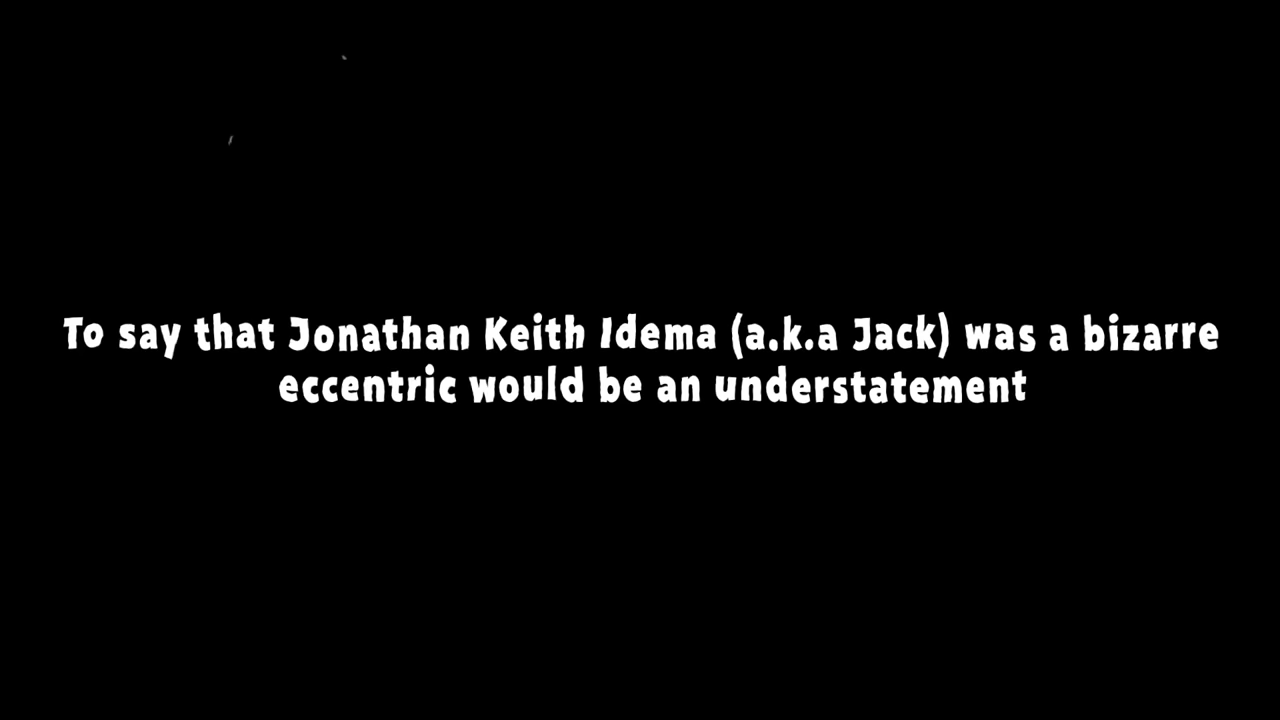 To say that Jonathan Keith Idema (a.k.a Jack) was a bizarre
eccentric would be an understatement